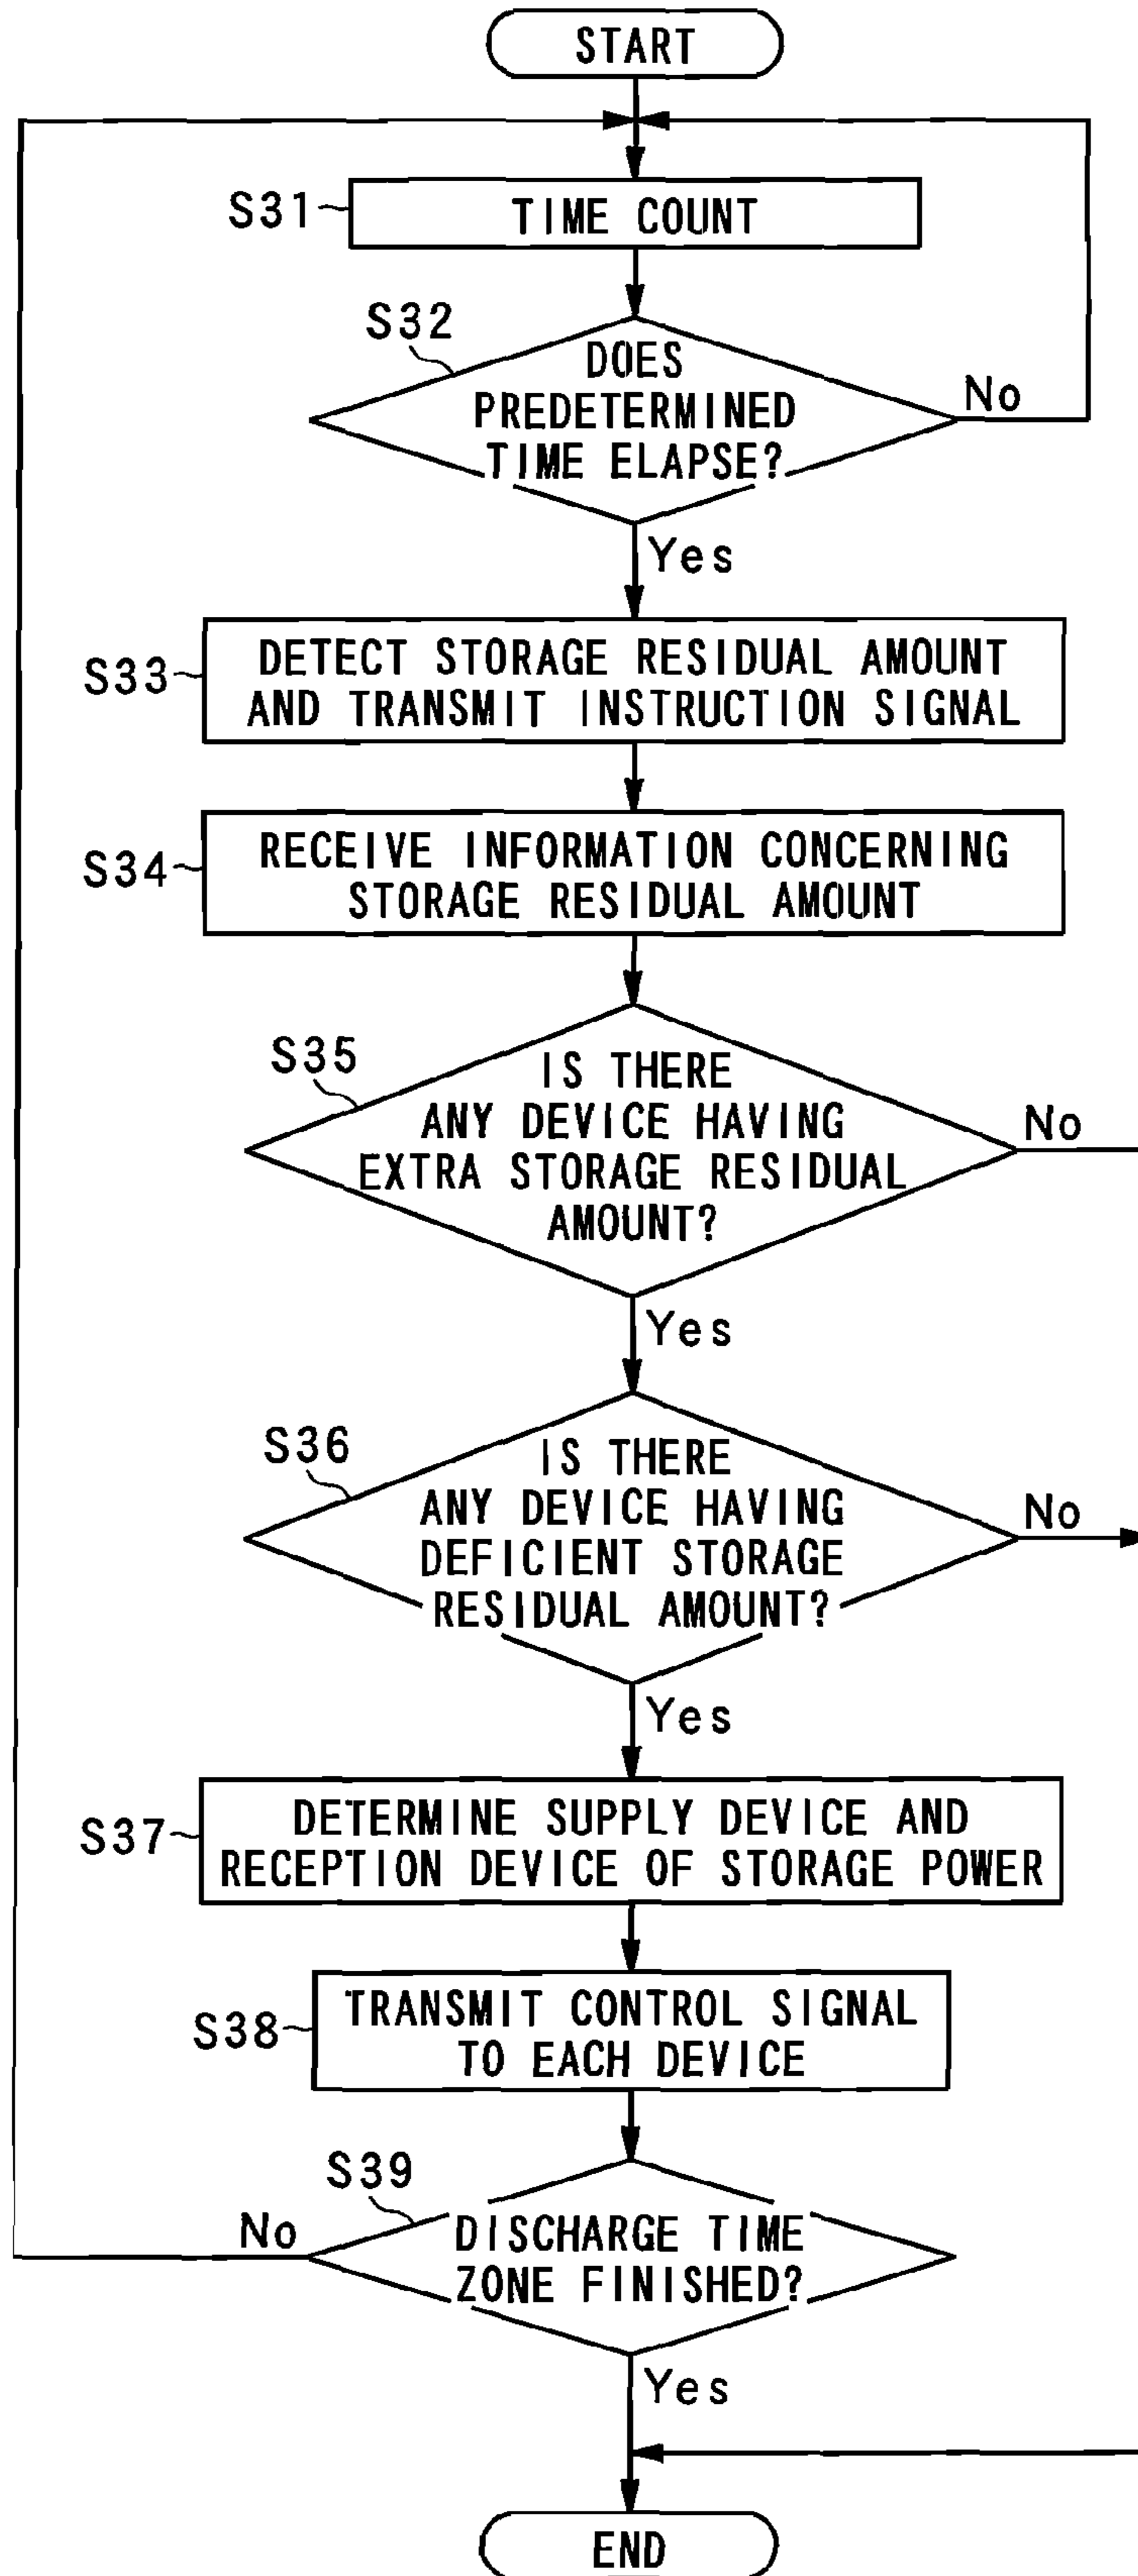 START
S31
TIME COUNT
S32
DOES
PREDETERMINED
TIME ELAPSE?
No
Yes
S33
DETECT STORAGE RESIDUAL AMOUNT
AND TRANSMIT INSTRUCTION SIGNAL
S34
RECEIVE INFORMATION CONCERNING
STORAGE RESIDUAL AMOUNT
S35
IS THERE
ANY DEVICE HAVING
EXTRA STORAGE RESIDUAL
AMOUNT?
No
Yes
S36
IS THERE
ANY DEVICE HAVING
DEFICIENT STORAGE
RESIDUAL AMOUNT?
No
Yes
S37
DETERMINE SUPPLY DEVICE AND
RECEPTION DEVICE OF STORAGE POWER
S38
TRANSMIT CONTROL SIGNAL
TO EACH DEVICE
S39
No
DISCHARGE TIME
ZONE FINISHED?
Yes
END